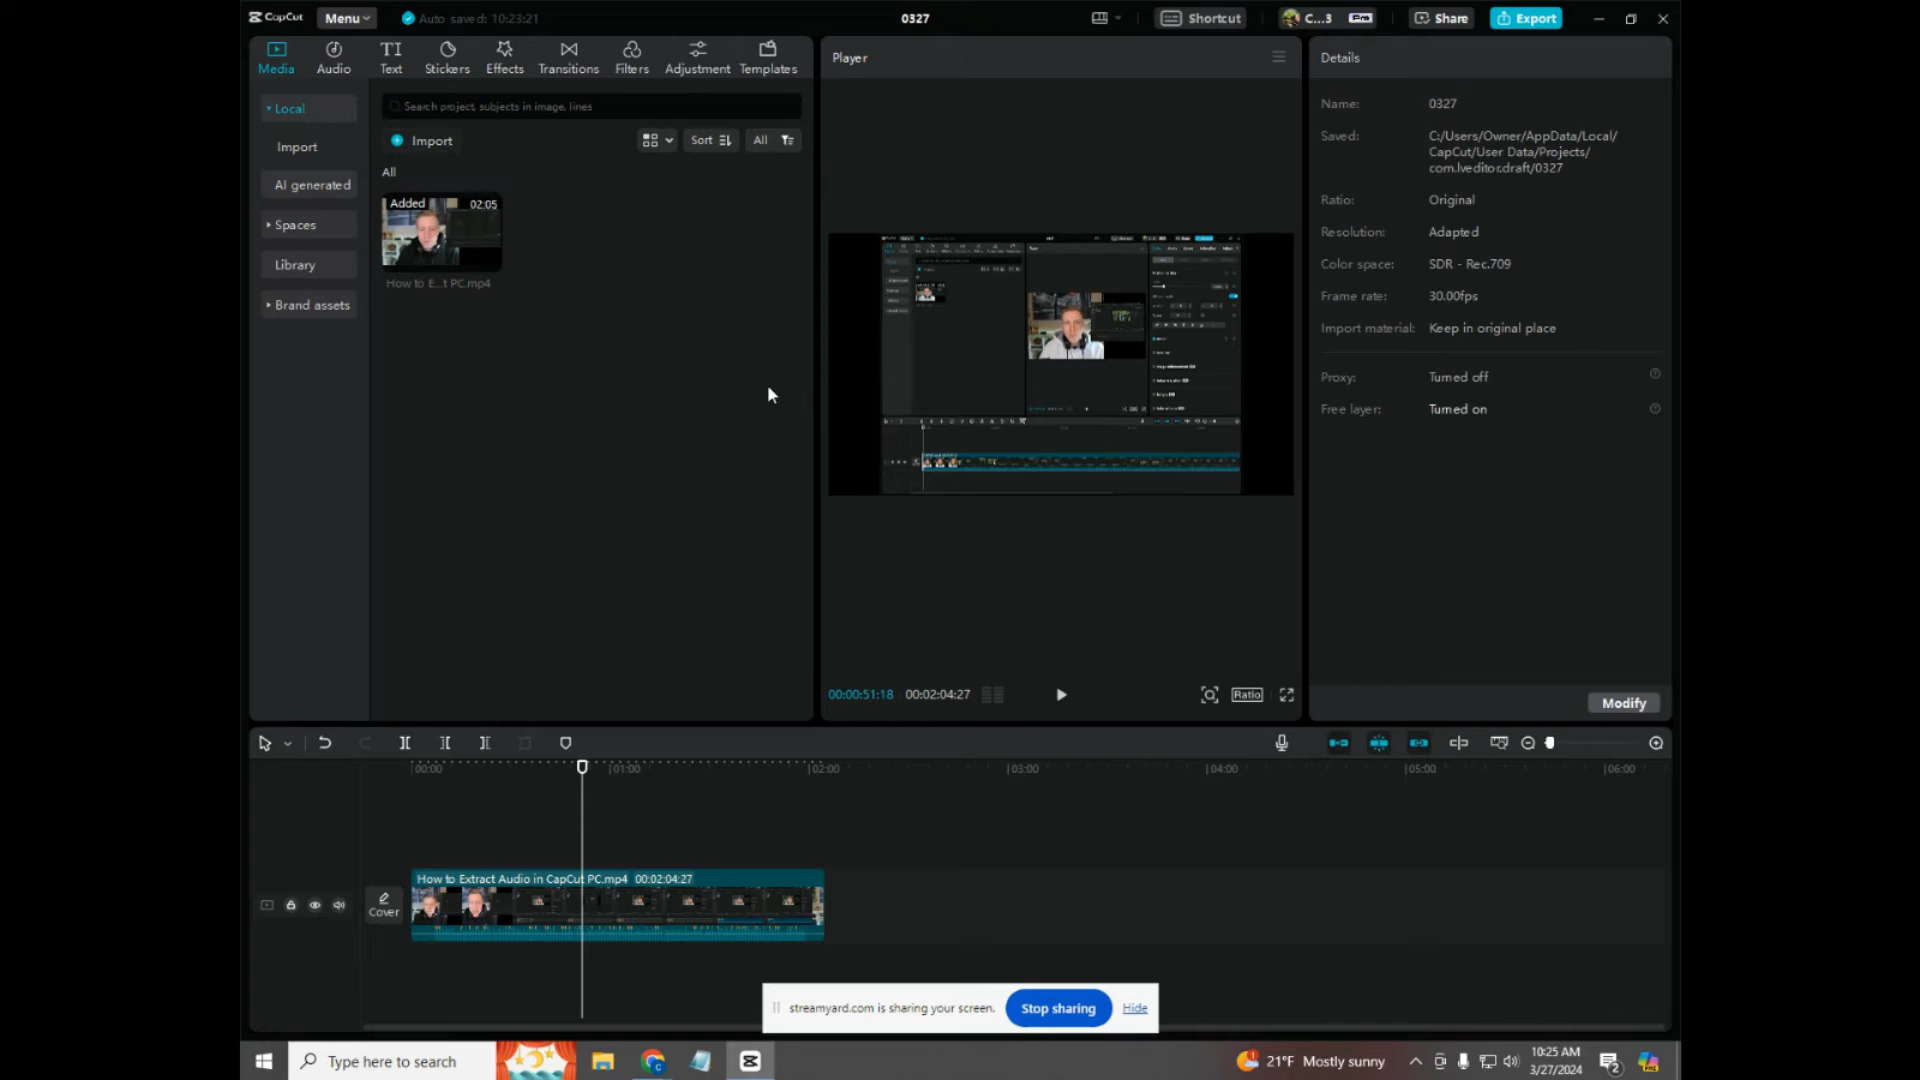 CapCut
Menu
Auto saved: 10:23:21
0327
Shortcut
C...3
Pro
Share
Export
Media
Audio
TI
Text
Stickers
Effects
Transitions
Filters
Adjustment
Templates
Local
Import
AI generated
Spaces
Library
Brand assets
Search project, subjects in image, lines
Import
Sort
All
All
Added
02:05
How to E...t PC.mp4
Player
00:00:51:18
00:02:04:27
Ratio
Details
Name: 0327
Saved: C:/Users/Owner/AppData/Local/
CapCut/User Data/Projects/
com.lveditor.draft/0327
Ratio: Original
Resolution: Adapted
Color space: SDR - Rec.709
Frame rate: 30.00fps
Import material: Keep in original place
Proxy: Turned off
Free layer: Turned on
Modify
00:00
01:00
02:00
03:00
04:00
05:00
06:00
Cover
How to Extract Audio in CapCut PC.mp4 00:02:04:27
streamyard.com is sharing your screen.
Stop sharing
Hide
Type here to search
21°F Mostly sunny
10:25 AM
3/27/2024
2